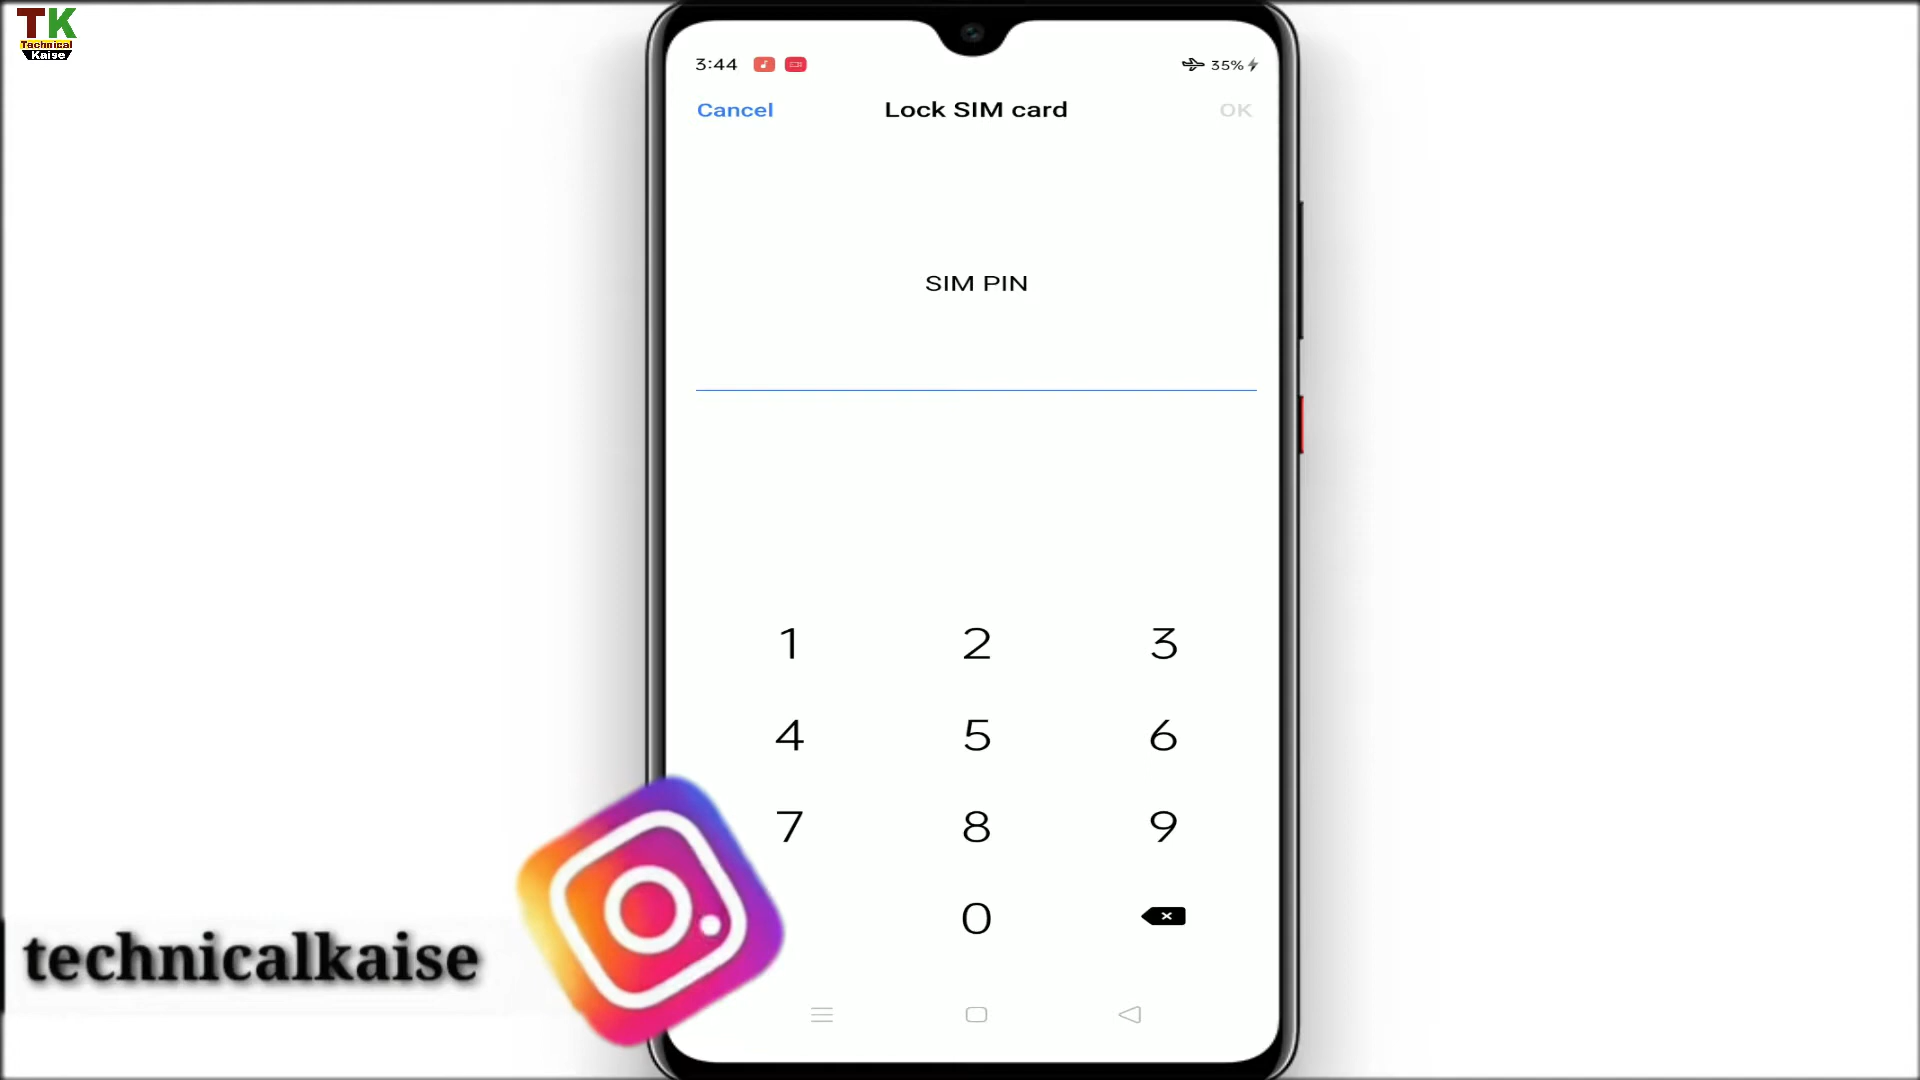 TK
Technical
Kaise
3:44
35%
Cancel
Lock SIM card
OK
SIM PIN
1 2 3
4 5 6
7 8 9
0
technicalkaise